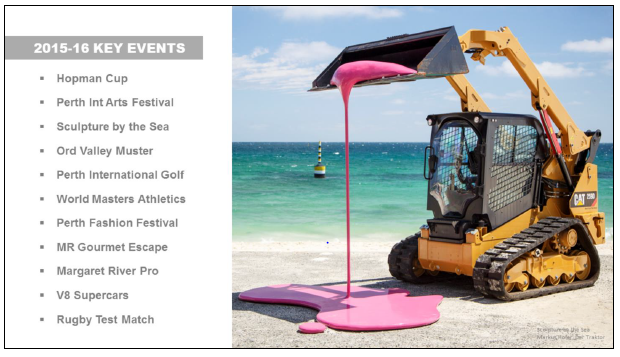 2015-16 KEY EVENTS
▪ Hopman Cup
▪ Perth Int Arts Festival
▪ Sculpture by the Sea
▪ Ord Valley Muster
▪ Perth International Golf
▪ World Masters Athletics
▪ Perth Fashion Festival
▪ MR Gourmet Escape
▪ Margaret River Pro
▪ V8 Supercars
▪ Rugby Test Match
CAT
Sculpture by the Sea
Tractor